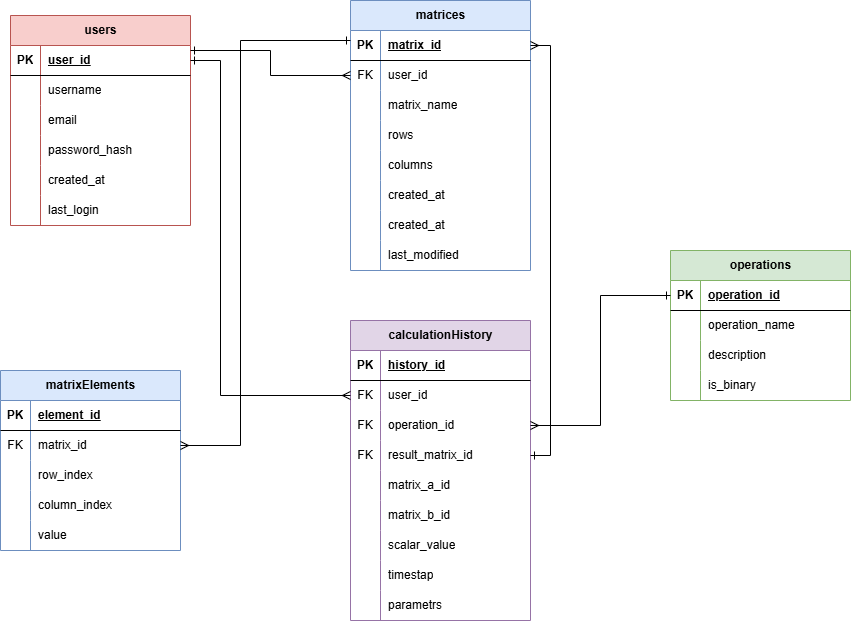 users
PK user_id
username
email
password_hash
created_at
last_login
matrices
PK matrix_id
FK user_id
matrix_name
rows
columns
created_at
created_at
last_modified
operations
PK operation_id
operation_name
description
is_binary
calculationHistory
PK history_id
FK user_id
FK operation_id
FK result_matrix_id
matrix_a_id
matrix_b_id
scalar_value
timestap
parametrs
matrixElements
PK element_id
FK matrix_id
row_index
column_index
value